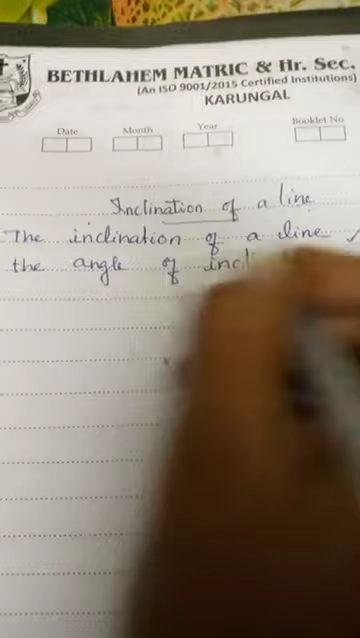 BETHLAHEM MATRIC & Hr. Sec.
(An ISO 9001/2015 Certified Institutions)
KARUNGAL
Date Month Year Booklet No.
Inclination of a line
The inclination of a line
the angle of incl